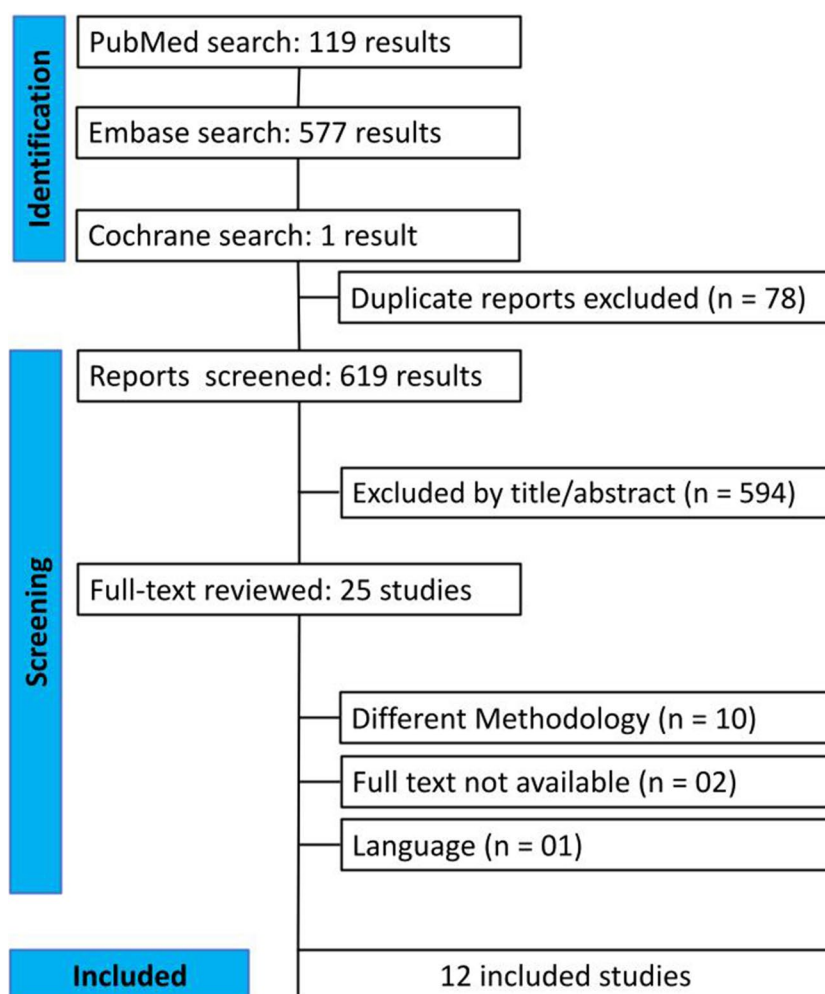 Identification
PubMed search: 119 results
Embase search: 577 results
Cochrane search: 1 result
Duplicate reports excluded (n = 78)
Screening
Reports screened: 619 results
Excluded by title/abstract (n = 594)
Full-text reviewed: 25 studies
Different Methodology (n = 10)
Full text not available (n = 02)
Language (n = 01)
Included
12 included studies